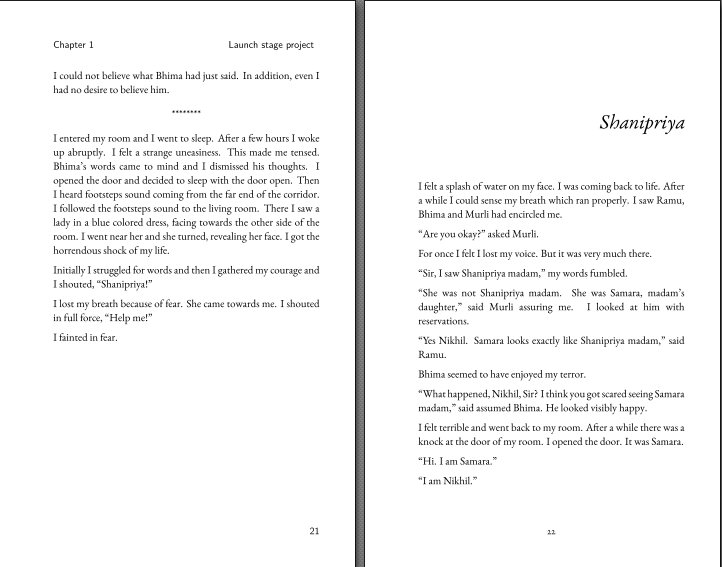 Chapter 1 Launch stage project
I could not believe what Bhima had just said. In addition, even I
had no desire to believe him.
********
I entered my room and I went to sleep. After a few hours I woke
up abruptly. I felt a strange uneasiness. This made me tensed.
Bhima's words came to mind and I dismissed his thoughts. I
opened the door and decided to sleep with the door open. Then
I heard footsteps sound coming from the far end of the corridor.
I followed the footsteps sound to the living room. There I saw a
lady in a blue colored dress, facing towards the other side of the
room. I went near her and she turned, revealing her face. I got the
horrendous shock of my life.
Initially I struggled for words and then I gathered my courage and
I shouted, “Shanipriya!”
I lost my breath because of fear. She came towards me. I shouted
in full force, “Help me!”
I fainted in fear.
21
Shanipriya
I felt a splash of water on my face. I was coming back to life. After
a while I could sense my breath which ran properly. I saw Ramu,
Bhima and Murli had encircled me.
“Are you okay?” asked Murli.
For once I felt I lost my voice. But it was very much there.
“Sir, I saw Shanipriya madam,” my words fumbled.
“She was not Shanipriya madam. She was Samara, madam's
daughter,” said Murli assuring me. I looked at him with
reservations.
“Yes Nikhil. Samara looks exactly like Shanipriya madam,” said
Ramu.
Bhima seemed to have enjoyed my terror.
“What happened, Nikhil, Sir? I think you got scared seeing Samara
madam,” said assumed Bhima. He looked visibly happy.
I felt terrible and went back to my room. After a while there was a
knock at the door of my room. I opened the door. It was Samara.
“Hi. I am Samara.”
“I am Nikhil.”
22